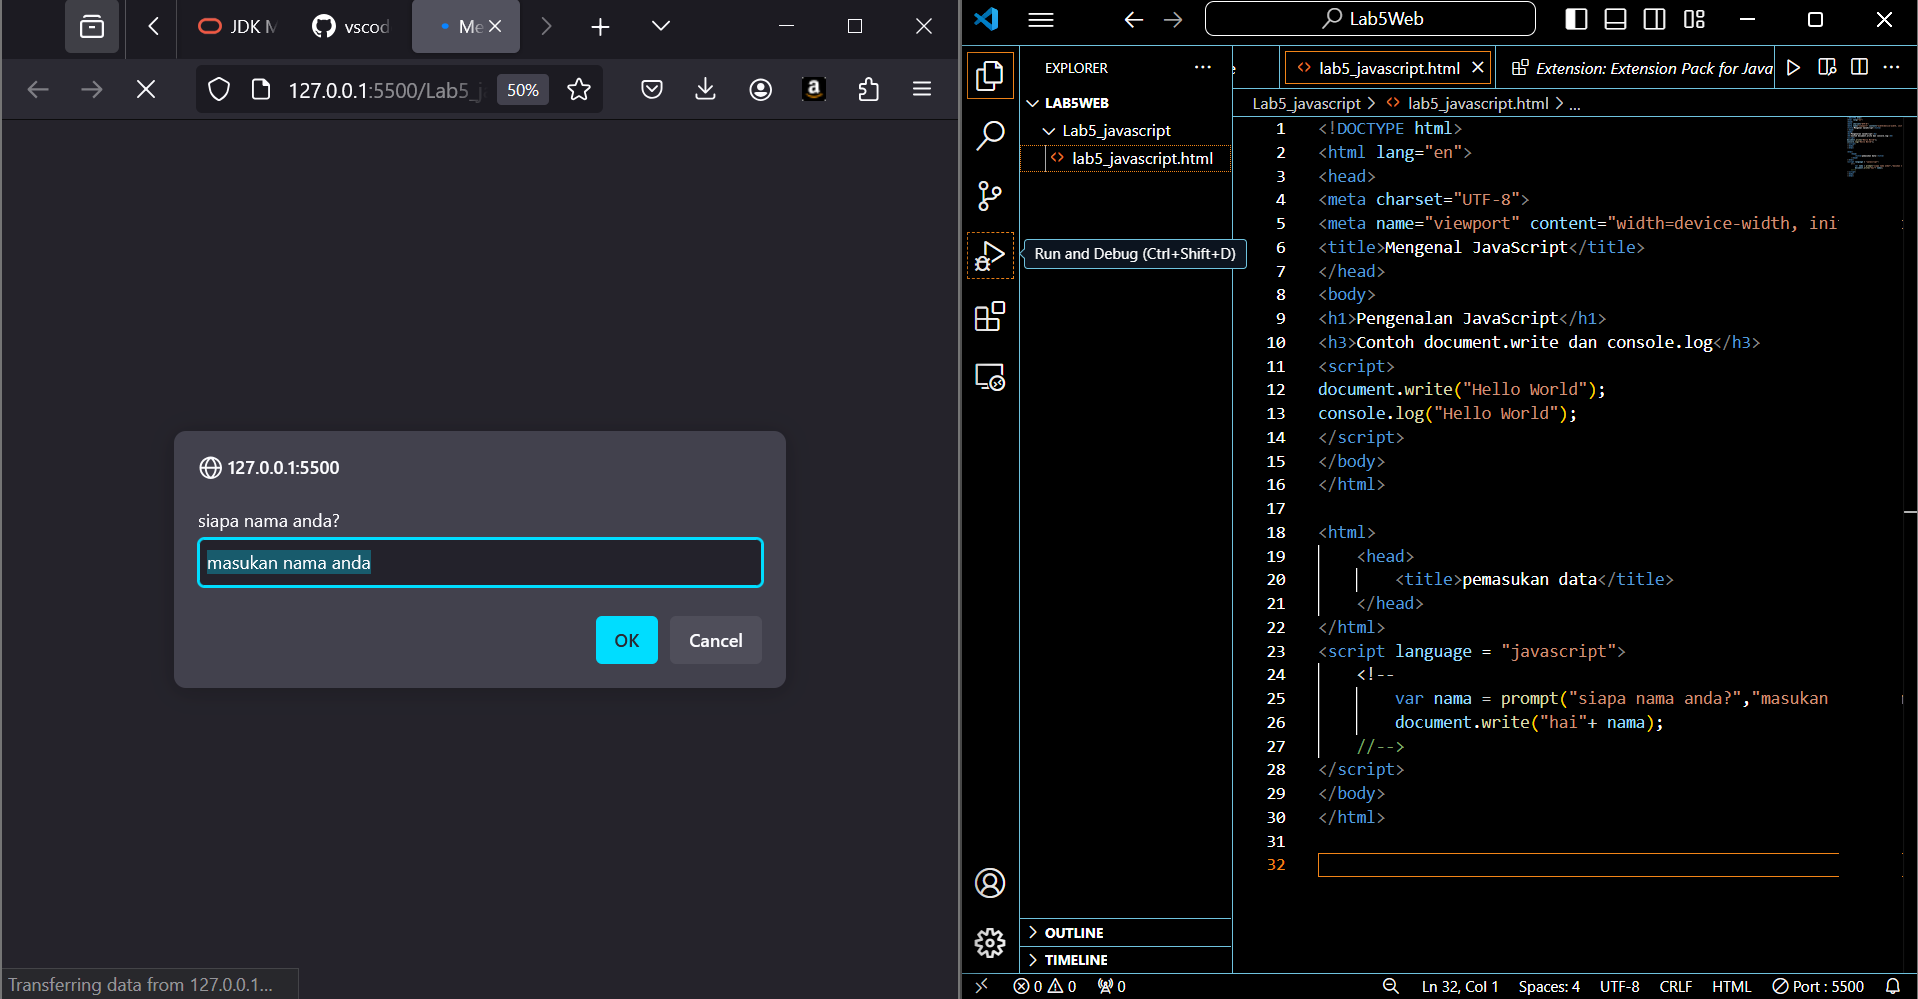 JDK M
vscod
Me
127.0.0.1:5500/Lab5_j
50%
127.0.0.1:5500
siapa nama anda?
masukan nama anda
OK
Cancel
Transferring data from 127.0.0.1...
Lab5Web
EXPLORER
LAB5WEB
Lab5_javascript
lab5_javascript.html
Run and Debug (Ctrl+Shift+D)
OUTLINE
TIMELINE
e
lab5_javascript.html
Extension: Extension Pack for Java
Lab5_javascript > lab5_javascript.html > ...
1 <!DOCTYPE html>
2 <html lang="en">
3 <head>
4 <meta charset="UTF-8">
5 <meta name="viewport" content="width=device-width, ini
6 <title>Mengenal JavaScript</title>
7 </head>
8 <body>
9 <h1>Pengenalan JavaScript</h1>
10 <h3>Contoh document.write dan console.log</h3>
11 <script>
12 document.write("Hello World");
13 console.log("Hello World");
14 </script>
15 </body>
16 </html>
17
18 <html>
19 <head>
20 <title>pemasukan data</title>
21 </head>
22 </html>
23 <script language = "javascript">
24 <!--
25 var nama = prompt("siapa nama anda?","masukan
26 document.write("hai"+ nama);
27 //-->
28 </script>
29 </body>
30 </html>
31
32
0 0 0
Ln 32, Col 1 Spaces: 4 UTF-8 CRLF HTML Port : 5500